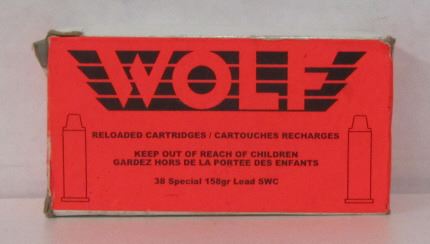 WOLF
RELOADED CARTRIDGES / CARTOUCHES RECHARGES
KEEP OUT OF REACH OF CHILDREN
GARDEZ HORS DE LA PORTEE DES ENFANTS
38 Special 158gr Lead SWC